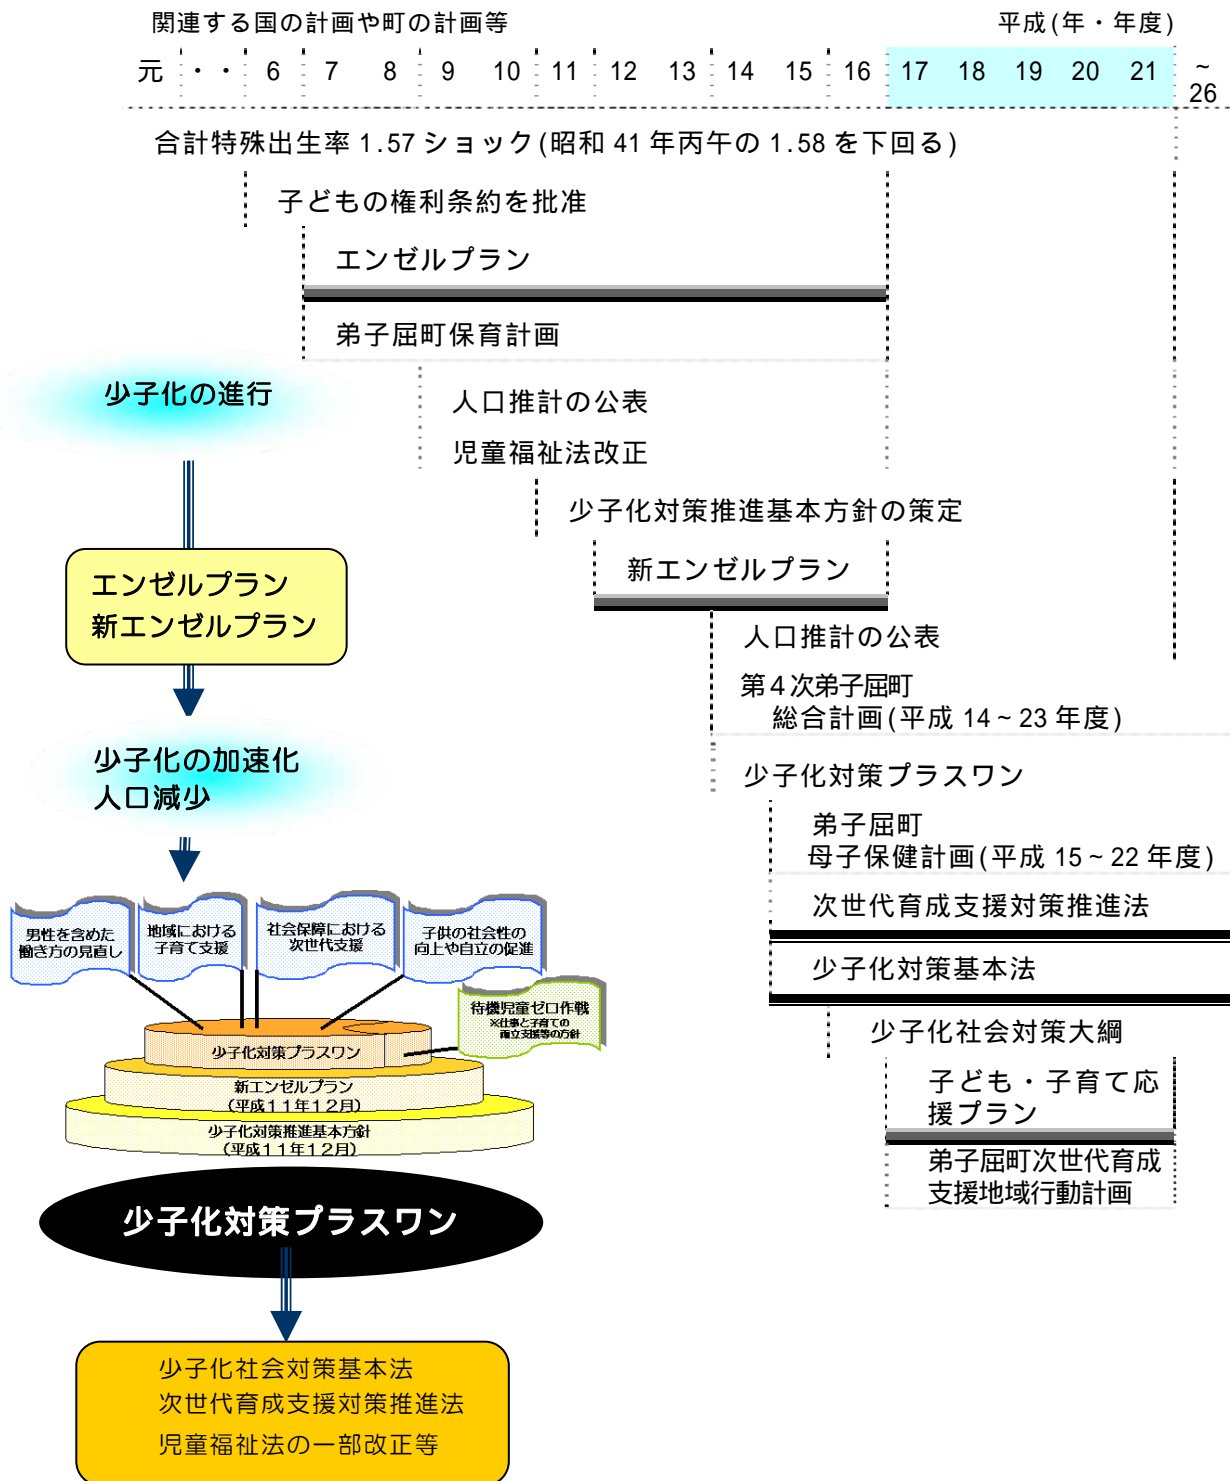 関連する国の計画や町の計画等
平成(年・年度)
元 ・・ 6 7 8 9 10 11 12 13 14 15 16 17 18 19 20 21 ~
26
合計特殊出生率 1.57 ショック(昭和 41 年丙午の 1.58 を下回る)
子どもの権利条約を批准
エンゼルプラン
弟子屈町保育計画
人口推計の公表
児童福祉法改正
少子化対策推進基本方針の策定
新エンゼルプラン
人口推計の公表
第4次弟子屈町
総合計画(平成 14~23 年度)
少子化対策プラスワン
弟子屈町
母子保健計画(平成 15~22 年度)
次世代育成支援対策推進法
少子化対策基本法
少子化社会対策大綱
子ども・子育て応
援プラン
弟子屈町次世代育成
支援地域行動計画
少子化の進行
エンゼルプラン
新エンゼルプラン
少子化の加速化
人口減少
男性を含めた
働き方の見直し
地域における
子育て支援
社会保障における
次世代支援
子供の社会性の
向上や自立の促進
待機児童ゼロ作戦
※仕事と子育ての
両立支援等の方針
少子化対策プラスワン
新エンゼルプラン
(平成11年12月)
少子化対策推進基本方針
(平成11年12月)
少子化対策プラスワン
少子化社会対策基本法
次世代育成支援対策推進法
児童福祉法の一部改正等